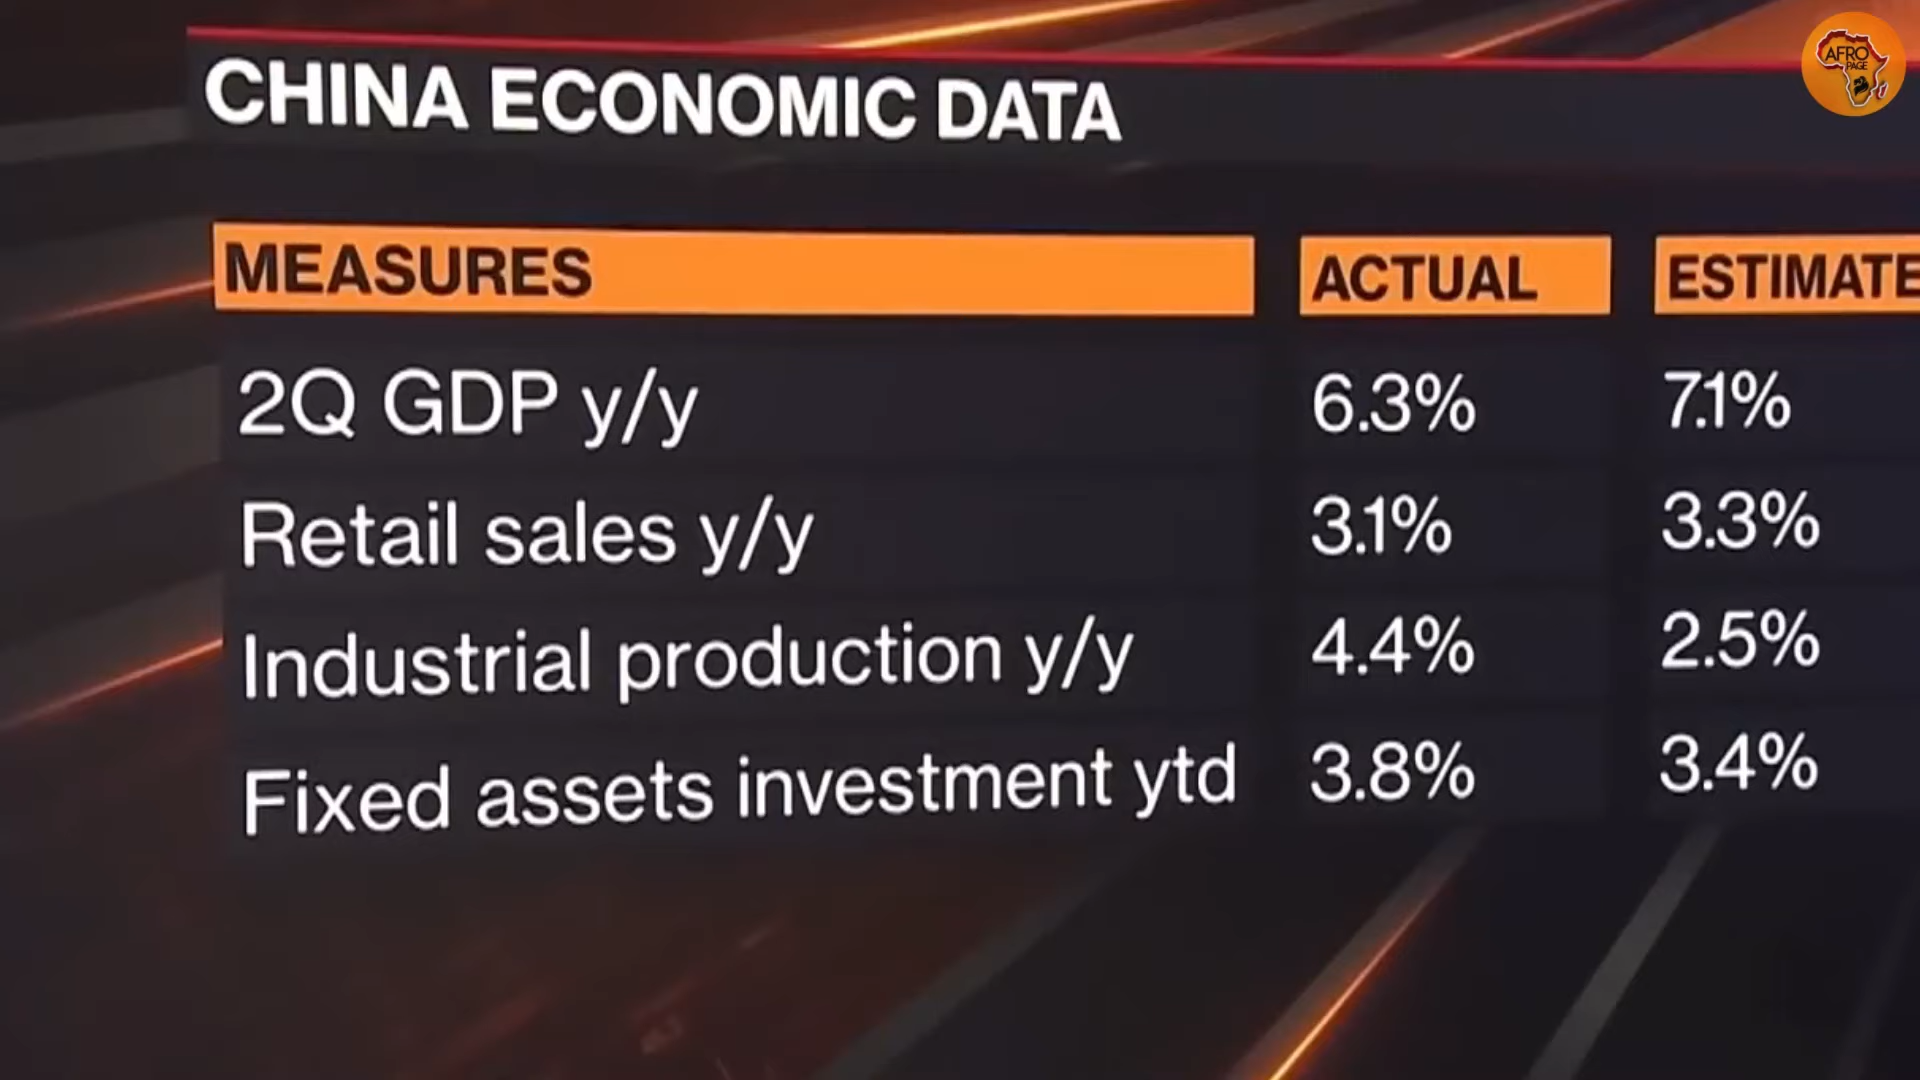 AFRO
PAGE
CHINA ECONOMIC DATA
MEASURES ACTUAL ESTIMATE
2Q GDP y/y 6.3% 7.1%
Retail sales y/y 3.1% 3.3%
Industrial production y/y 4.4% 2.5%
Fixed assets investment ytd 3.8% 3.4%